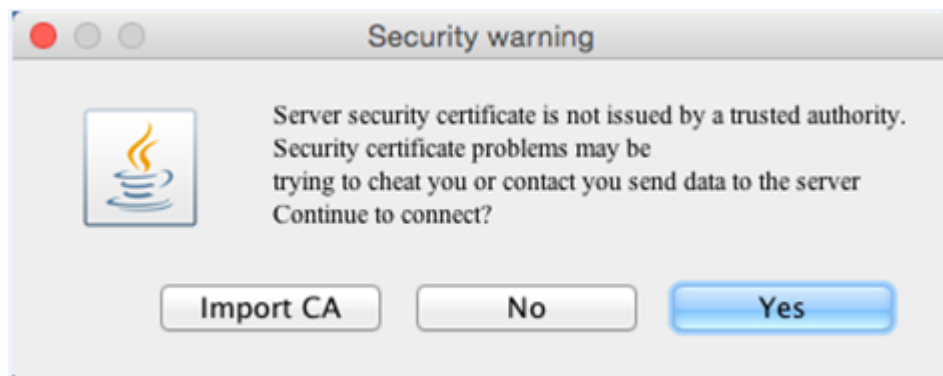 Security warning
Server security certificate is not issued by a trusted authority.
Security certificate problems may be
trying to cheat you or contact you send data to the server
Continue to connect?
Import CA No Yes